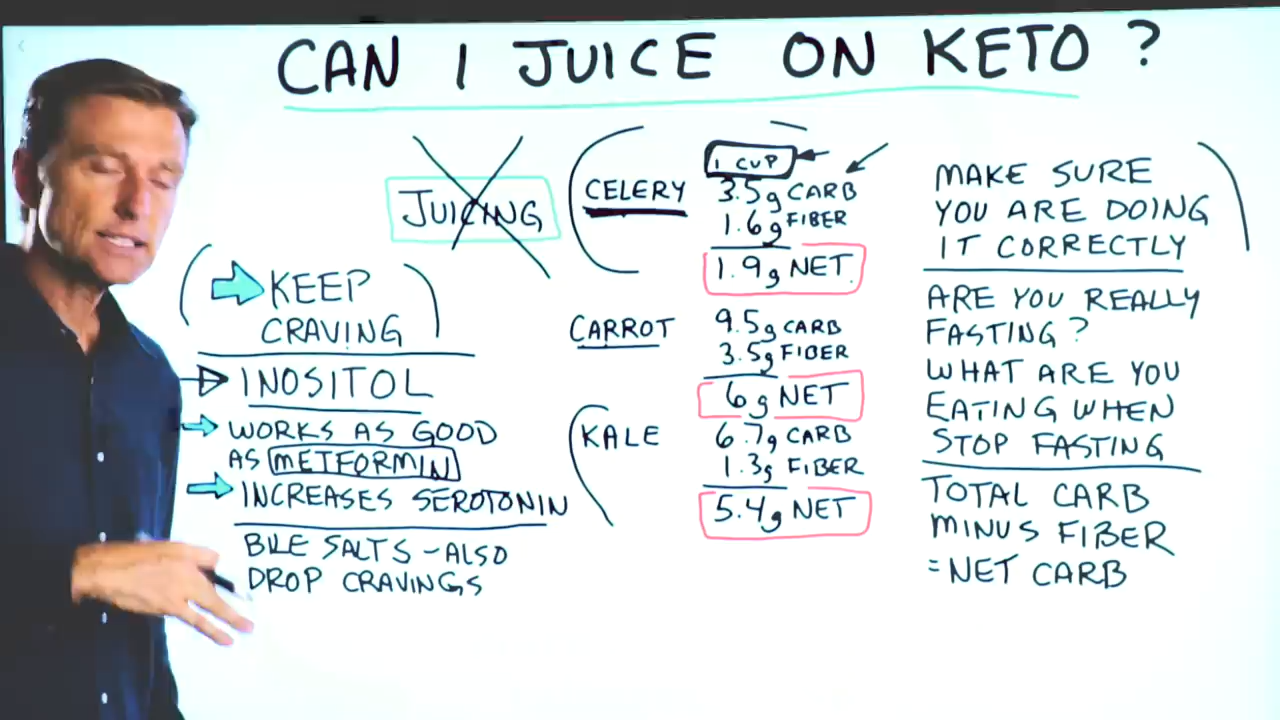 CAN I JUICE ON KETO?
JUICING
KEEP
CRAVING
INOSITOL
WORKS AS GOOD
AS METFORMIN
INCREASES SEROTONIN
BILE SALTS - ALSO
DROP CRAVINGS
1 CUP
CELERY
3.5g CARB
1.6g FIBER
1.9g NET
CARROT
9.5g CARB
3.5g FIBER
6g NET
KALE
6.7g CARB
1.3g FIBER
5.4g NET
MAKE SURE
YOU ARE DOING
IT CORRECTLY
ARE YOU REALLY
FASTING?
WHAT ARE YOU
EATING WHEN
STOP FASTING
TOTAL CARB
MINUS FIBER
= NET CARB